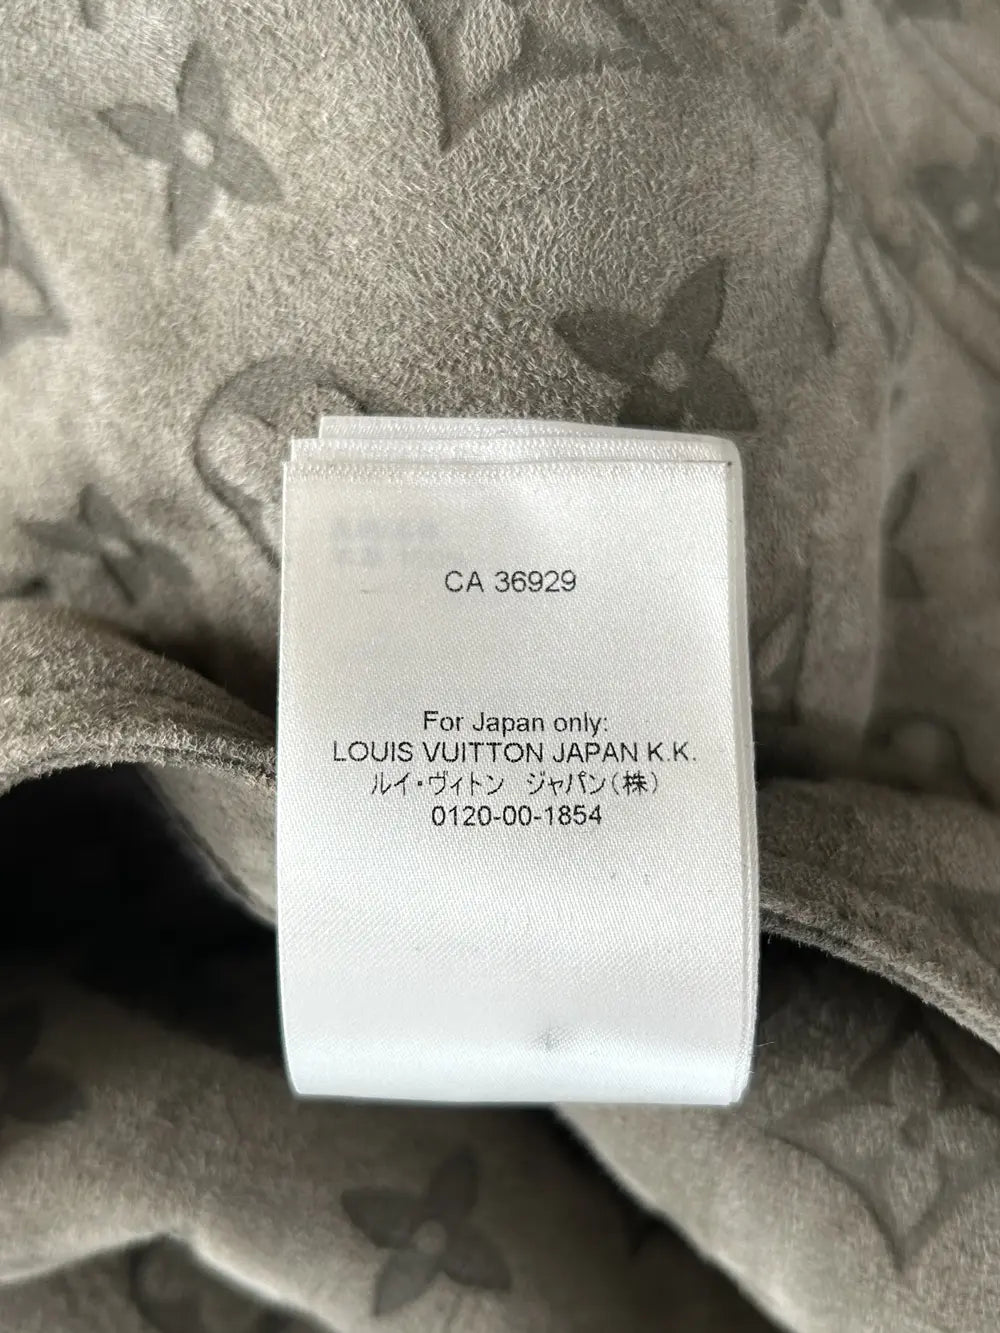 CA 36929
For Japan only:
LOUIS VUITTON JAPAN K.K.
ルイ・ヴィトン ジャパン(株)
0120-00-1854